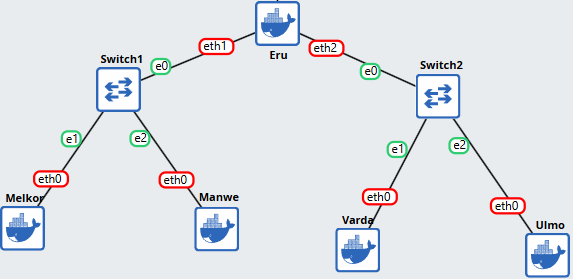 Eru
eth1
eth2
Switch1
e0
e0
Switch2
e1
e2
e1
e2
eth0
eth0
eth0
eth0
Melkor
Manwe
Varda
Ulmo